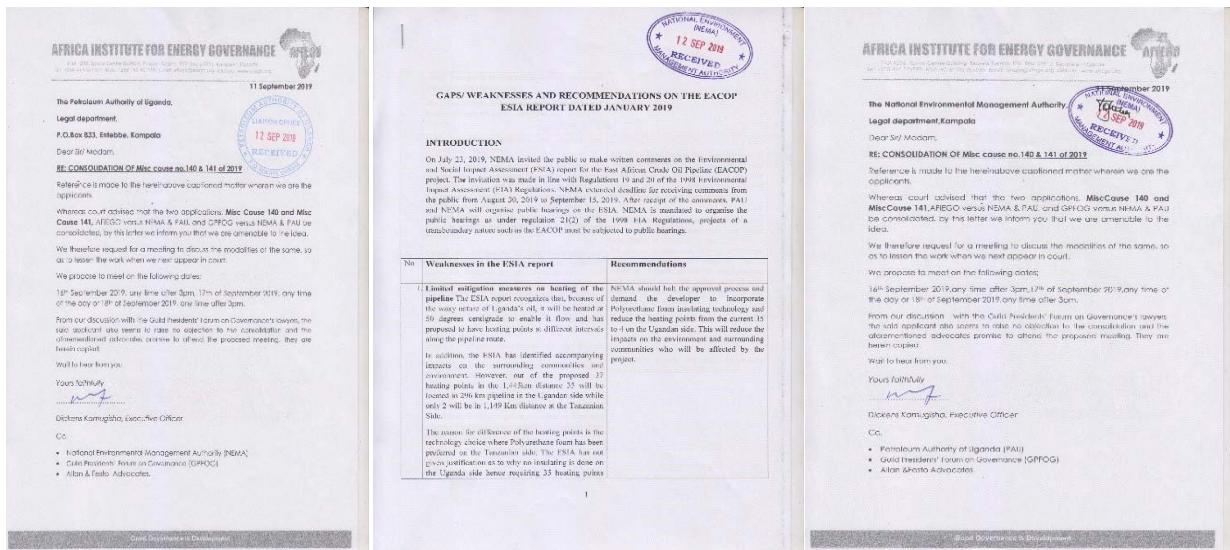 AFRICA INSTITUTE FOR ENERGY GOVERNANCE
AFIEGO
11 September 2019
The Petroleum Authority of Uganda,
Legal department,
P.O.Box 833, Entebbe, Kampala
12 SEP 2019
RECEIVED
Dear Sir/ Madam,
RE: CONSOLIDATION OF Misc cause no.140 & 141 of 2019
Reference is made to the hereinabove captioned matter wherein we are the
applicants.
Whereas court advised that the two applications, Misc Cause 140 and Misc
Cause 141, AFIEGO versus NEMA & PAU, and GPFOG versus NEMA & PAU be
consolidated, by this letter we inform you that we are amenable to the idea.
We therefore request for a meeting to discuss the modalities of the same, so
as to lessen the work when we next appear in court.
We propose to meet on the following dates;
16th September 2019, any time after 3pm, 17th of September 2019, any time
of the day or 18th of September 2019, any time after 3pm.
From our discussion with the Guild Presidents' Forum on Governance's lawyers, the
said applicant also seems to raise no objection to the consolidation and the
aforementioned advocates promise to attend the proposed meeting. They are
herein copied.
Wait to hear from you
Yours faithfully
Dickens Kamugisha, Executive Officer
Cc.
• National Environmental Management Authority (NEMA)
• Guild Presidents' Forum on Governance (GPFOG)
• Allan & Festo Advocates.
Good Governance is Development
NATIONAL ENVIRONMENT
(NEMA)
12 SEP 2019
RECEIVED
MANAGEMENT AUTHORITY
GAPS/ WEAKNESSES AND RECOMMENDATIONS ON THE EACOP
ESIA REPORT DATED JANUARY 2019
INTRODUCTION
On July 23, 2019, NEMA invited the public to make written comments on the Environmental
and Social Impact Assessment (ESIA) report for the East African Crude Oil Pipeline (EACOP)
project. The invitation was made in line with Regulations 19 and 20 of the 1998 Environmental
Impact Assessment (EIA) Regulations. NEMA extended deadline for receiving comments from
the public from August 30, 2019 to September 15, 2019. After receipt of the comments, PAU
and NEMA will organise public hearings on the ESIA. NEMA is mandated to organise the
public hearings as under regulation 21(2) of the 1998 EIA Regulations, projects of a
transboundary nature such as the EACOP must be subjected to public hearings.
No Weaknesses in the ESIA report Recommendations
1. Limited mitigation measures on heating of the
pipeline The ESIA report recognizes that, because of
the waxy nature of Uganda's oil, it will be heated at
50 degrees centigrade to enable it flow and has
proposed to have heating points at different intervals
along the pipeline route.
In addition, the ESIA has identified accompanying
impacts on the surrounding communities and
environment. However, out of the proposed 37
heating points in the 1,445km distance 35 will be
located in 296 km pipeline in the Ugandan side while
only 2 will be in 1,149 Km distance at the Tanzanian
Side.
The reason for difference of the heating points is the
technology choice where Polyurethane foam has been
preferred on the Tanzanian side. The ESIA has not
given justification as to why no insulating is done on
the Uganda side hence requiring 35 heating points
NEMA should halt the approval process and
demand the developer to incorporate
Polyurethane foam insulating technology and
reduce the heating points from the current 35
to 4 on the Ugandan side. This will reduce the
impacts on the environment and surrounding
communities who will be affected by the
project.
1
AFRICA INSTITUTE FOR ENERGY GOVERNANCE
AFIEGO
11 September 2019
The National Environmental Management Authority,
Legal department, Kampala
(NEMA)
12 SEP 2019
RECEIVED
Dear Sir/ Madam,
RE: CONSOLIDATION OF Misc cause no.140 & 141 of 2019
Reference is made to the hereinabove captioned matter wherein we are the
applicants.
Whereas court advised that the two applications, MiscCause 140 and
MiscCause 141,AFIEGO versus NEMA & PAU, and GPFOG versus NEMA & PAU
be consolidated, by this letter we inform you that we are amenable to the
idea.
We therefore request for a meeting to discuss the modalities of the same, so
as to lessen the work when we next appear in court.
We propose to meet on the following dates;
16th September 2019,any time after 3pm,17th of September 2019,any time of
the day or 18th of September 2019,any time after 3pm.
From our discussion with the Guild Presidents' Forum on Governance's lawyers
the said applicant also seems to raise no objection to the consolidation and the
aforementioned advocates promise to attend the proposed meeting. They are
herein copied.
Wait to hear from you.
Yours faithfully
Dickens Kamugisha, Executive Officer
Cc.
• Petroleum Authority of Uganda (PAU)
• Guild Presidents' Forum on Governance (GPFOG)
• Allan &Festo Advocates
Good Governance is Development